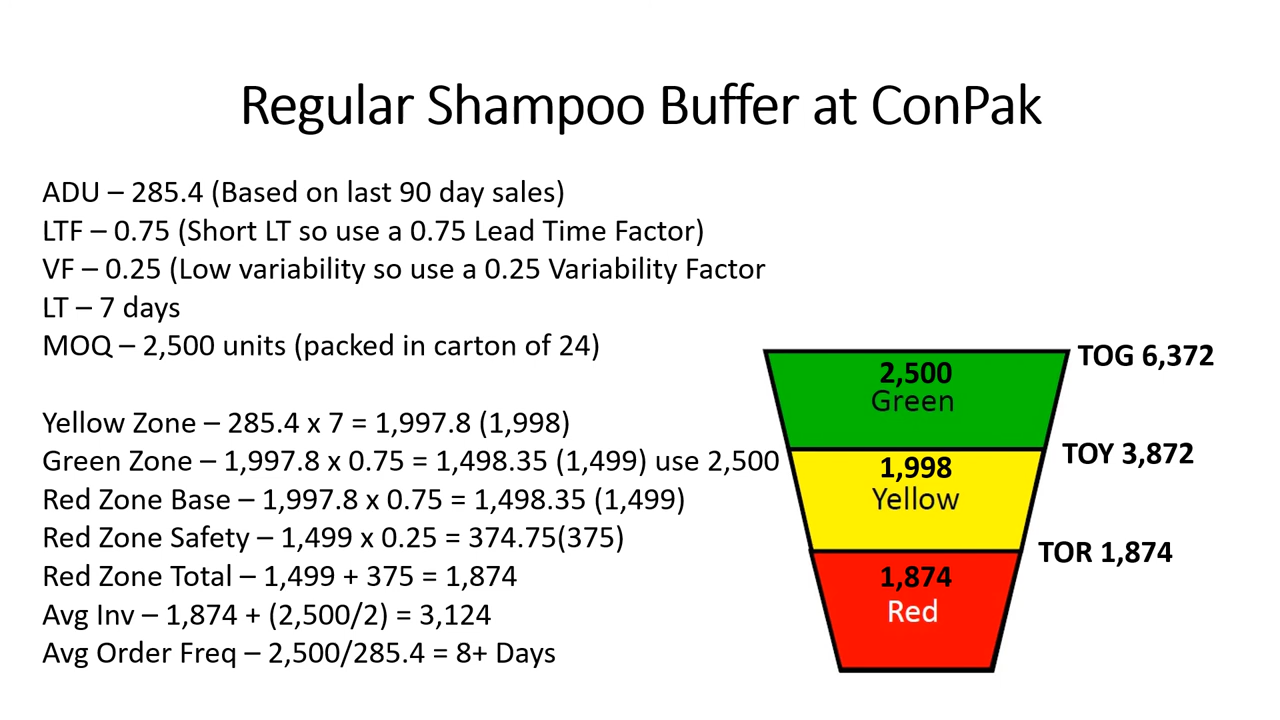 Regular Shampoo Buffer at ConPak
ADU – 285.4 (Based on last 90 day sales)
LTF – 0.75 (Short LT so use a 0.75 Lead Time Factor)
VF – 0.25 (Low variability so use a 0.25 Variability Factor
LT – 7 days
MOQ – 2,500 units (packed in carton of 24)
Yellow Zone – 285.4 x 7 = 1,997.8 (1,998)
Green Zone – 1,997.8 x 0.75 = 1,498.35 (1,499) use 2,500
Red Zone Base – 1,997.8 x 0.75 = 1,498.35 (1,499)
Red Zone Safety – 1,499 x 0.25 = 374.75(375)
Red Zone Total – 1,499 + 375 = 1,874
Avg Inv – 1,874 + (2,500/2) = 3,124
Avg Order Freq – 2,500/285.4 = 8+ Days
TOG 6,372
2,500
Green
TOY 3,872
1,998
Yellow
TOR 1,874
1,874
Red